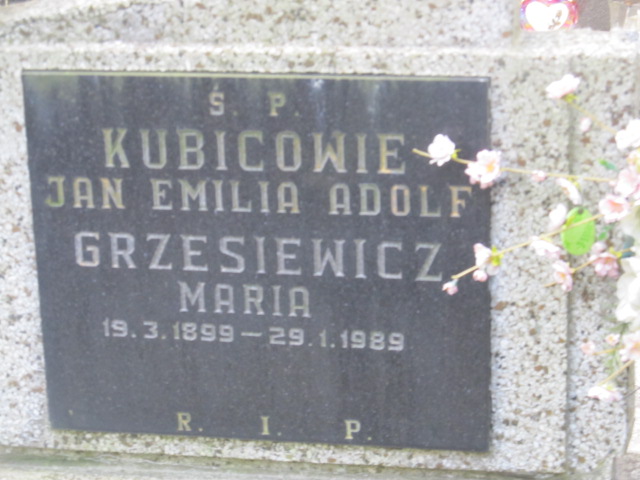 Ś. P.
KUBICOWIE
JAN EMILIA ADOLF
GRZESIEWICZ
MARIA
19.3.1899 — 29.1.1989
R. I. P.